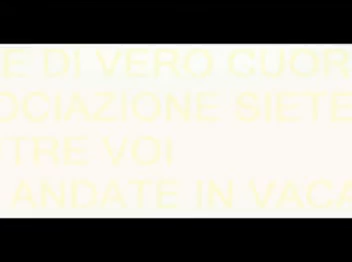 E DI VERO CUOR
OCIAZIONE SIETE
TRE VOI
ANDATE IN VACA